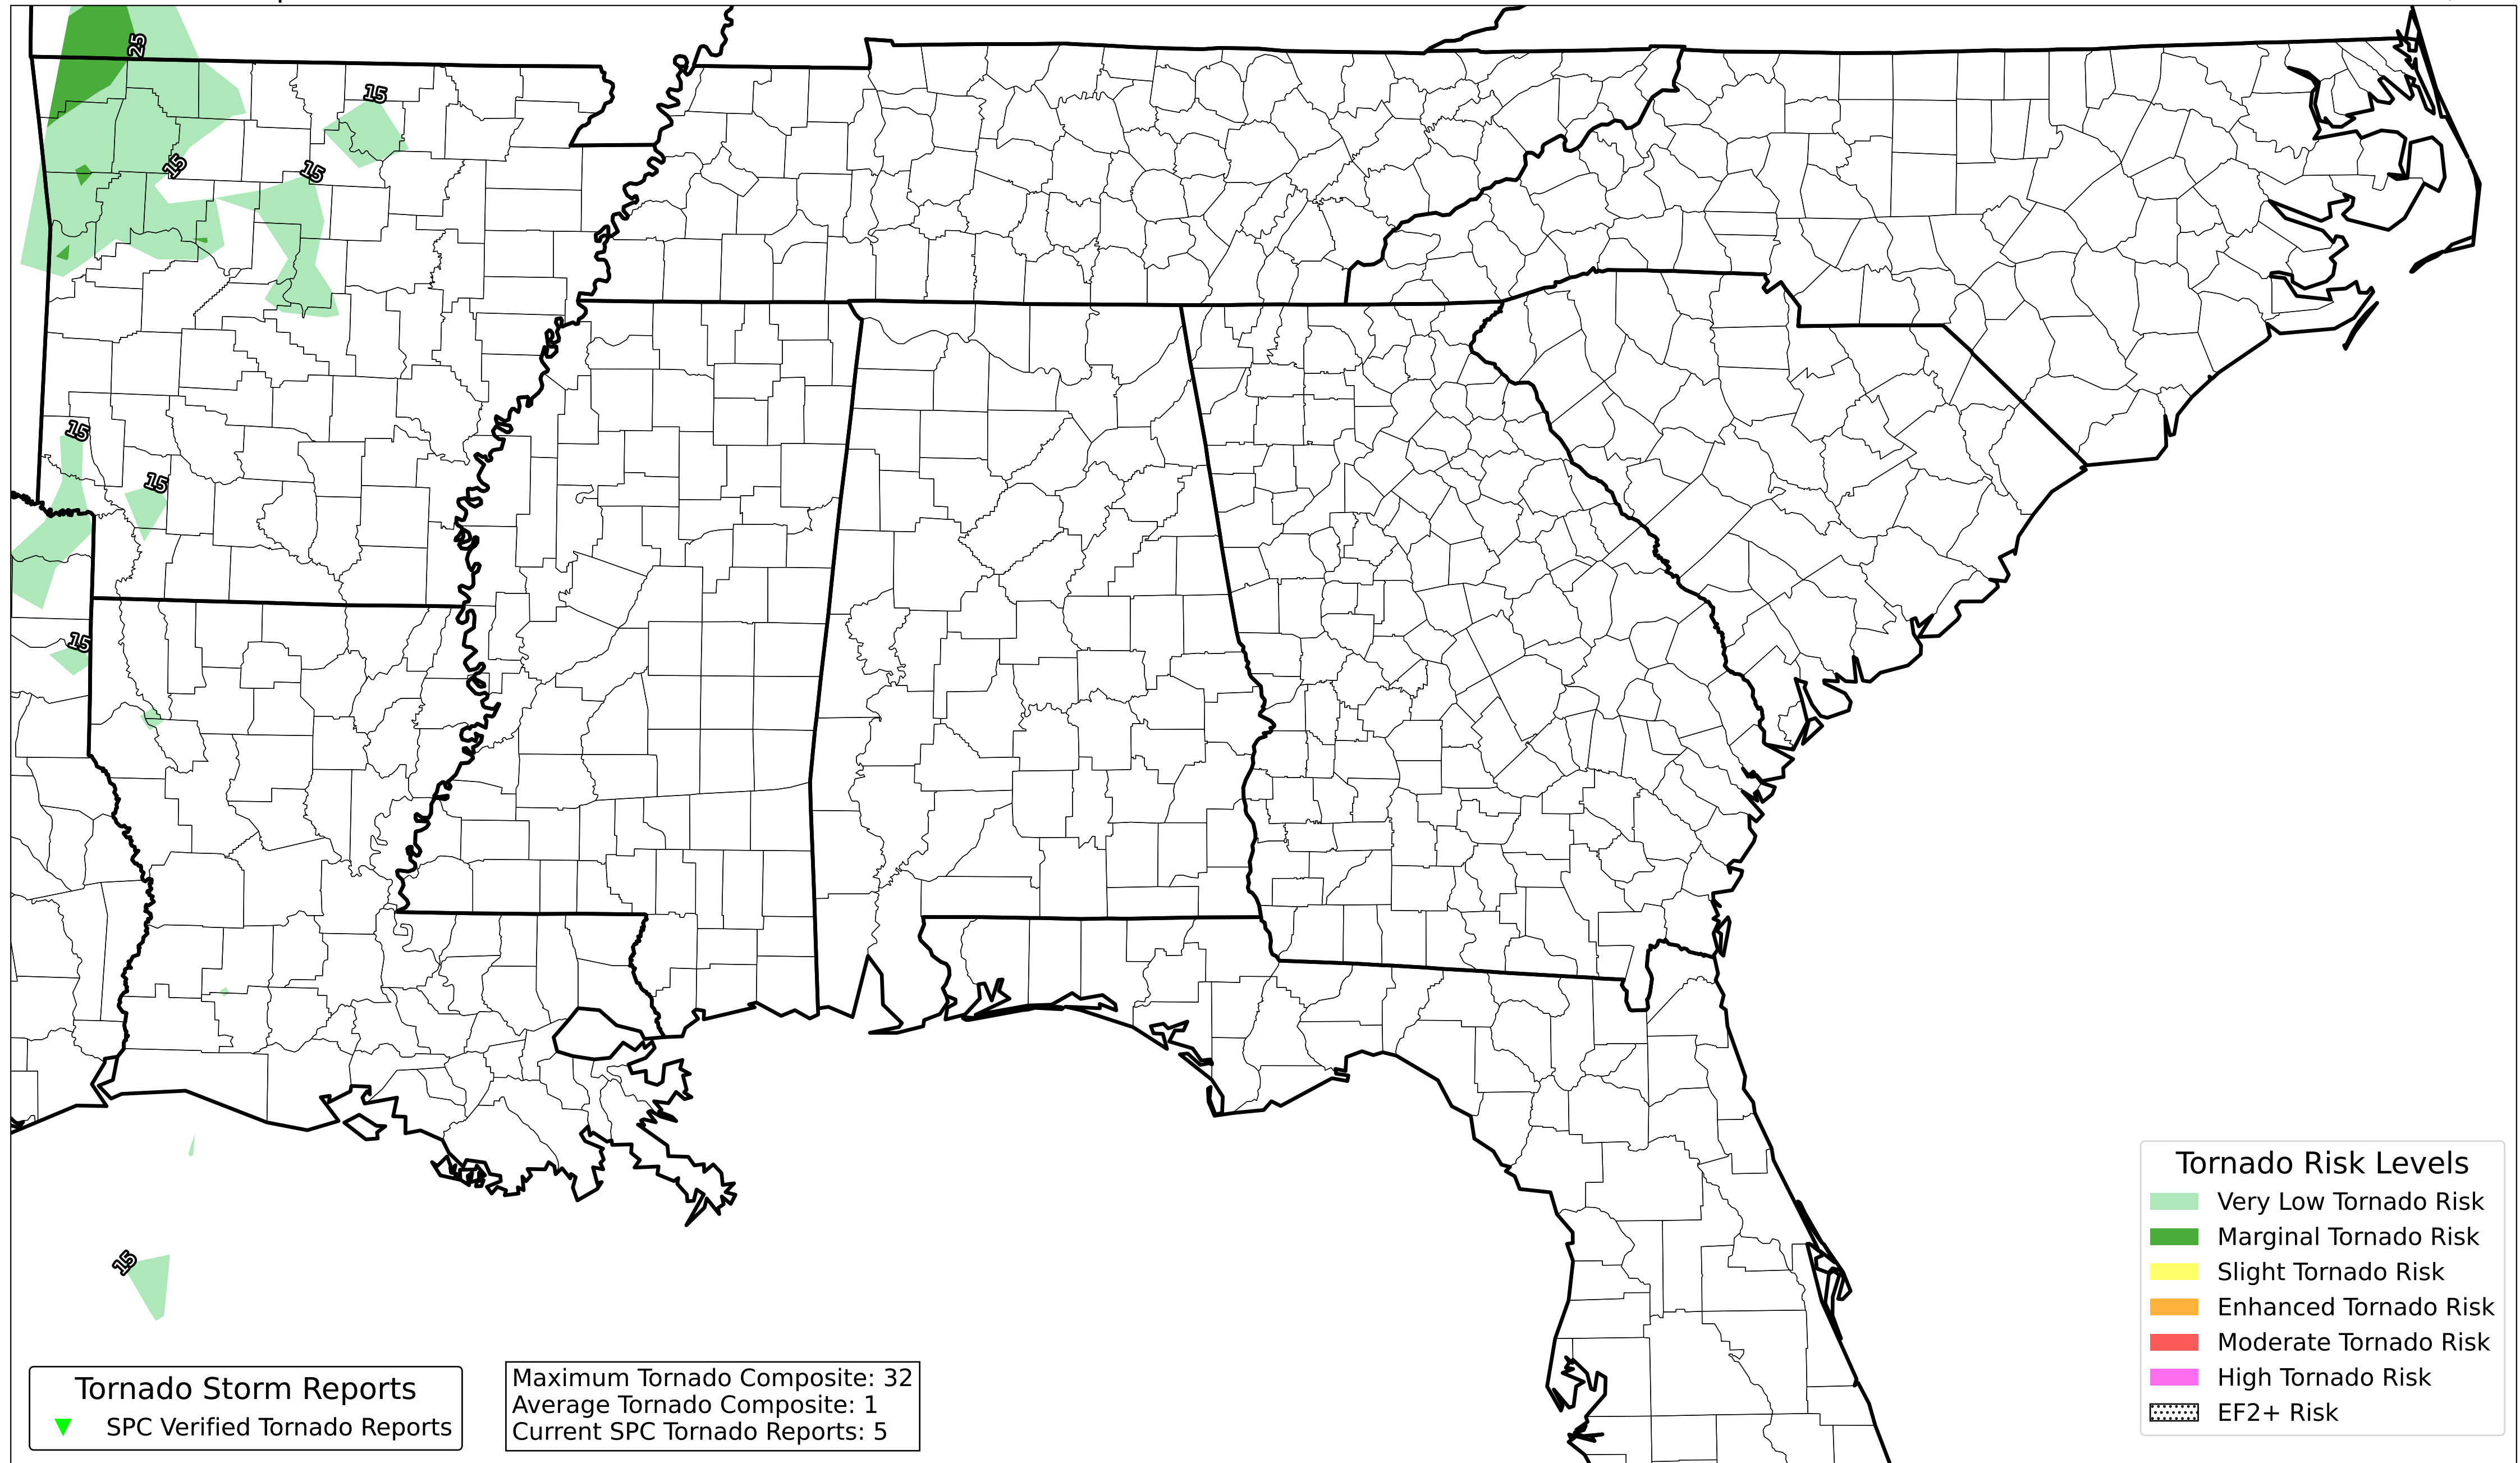 25
15
15
15
15
15
15
15
Tornado Risk Levels
Very Low Tornado Risk
Marginal Tornado Risk
Slight Tornado Risk
Enhanced Tornado Risk
Moderate Tornado Risk
High Tornado Risk
EF2+ Risk
Tornado Storm Reports
SPC Verified Tornado Reports
Maximum Tornado Composite: 32
Average Tornado Composite: 1
Current SPC Tornado Reports: 5